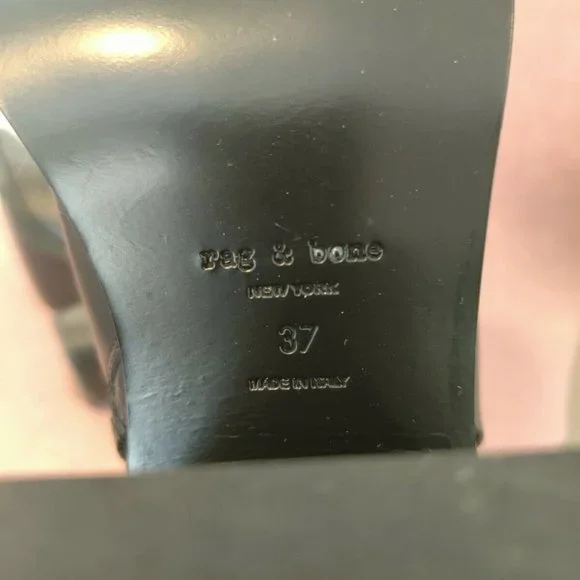 rag & bone
NEW YORK
37
MADE IN ITALY